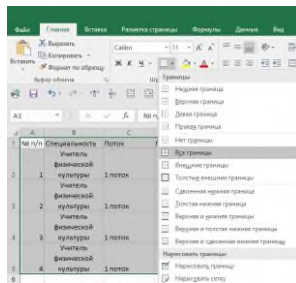 Файл Главная Вставка Разметка страницы Формулы Данные Вид
Вырезать
Копировать
Вставить
Формат по образцу
Calibri 11
Ж К Ч
Буфер обмена
A1
Границы
Нижняя граница
Верхняя граница
Левая граница
Правая граница
Нет границы
Все границы
Внешние границы
Толстые внешние границы
Сдвоенная нижняя граница
Толстая нижняя граница
Верхняя и нижняя границы
Верхняя и толстая нижняя границы
Верхняя и сдвоенная нижняя границы
Нарисовать границы
Нарисовать границу
Нарисовать сетку
A B C
1 № п/п Специальность Поток
Учитель
физической
2 1 культуры 1 поток
Учитель
физической
3 2 культуры 1 поток
Учитель
физической
4 3 культуры 1 поток
Учитель
физической
5 4 культуры 1 поток
6